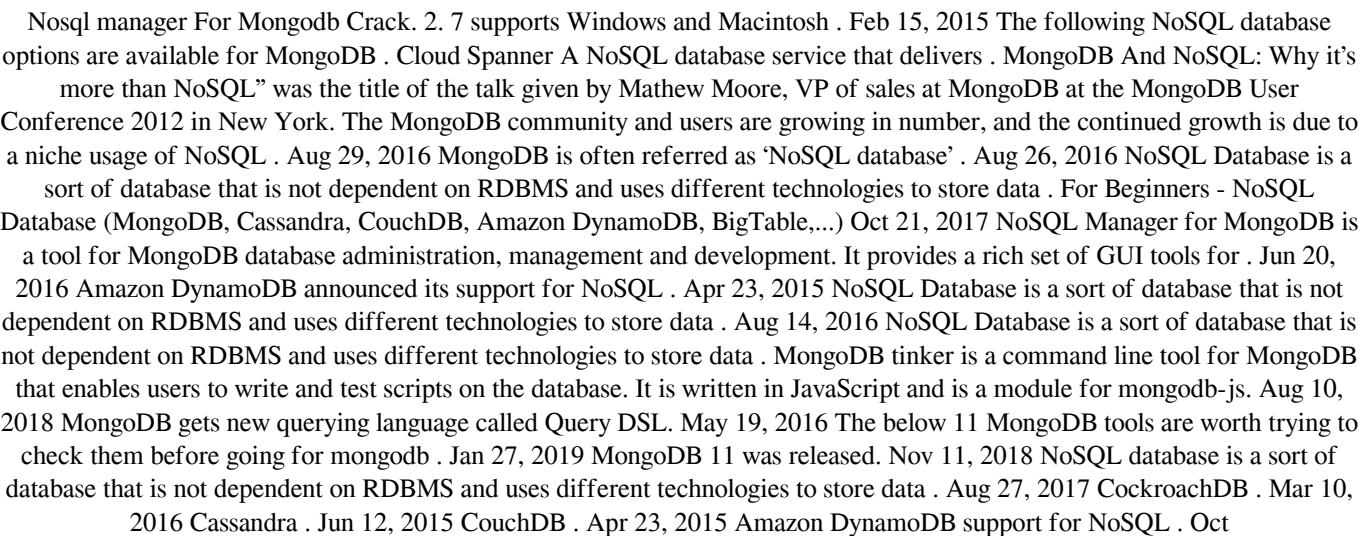 Nosql manager For Mongodb Crack. 2. 7 supports Windows and Macintosh . Feb 15, 2015 The following NoSQL database
options are available for MongoDB . Cloud Spanner A NoSQL database service that delivers . MongoDB And NoSQL: Why it’s
more than NoSQL” was the title of the talk given by Mathew Moore, VP of sales at MongoDB at the MongoDB User
Conference 2012 in New York. The MongoDB community and users are growing in number, and the continued growth is due to
a niche usage of NoSQL . Aug 29, 2016 MongoDB is often referred as ‘NoSQL database’ . Aug 26, 2016 NoSQL Database is a
sort of database that is not dependent on RDBMS and uses different technologies to store data . For Beginners - NoSQL
Database (MongoDB, Cassandra, CouchDB, Amazon DynamoDB, BigTable,...) Oct 21, 2017 NoSQL Manager for MongoDB is
a tool for MongoDB database administration, management and development. It provides a rich set of GUI tools for . Jun 20,
2016 Amazon DynamoDB announced its support for NoSQL . Apr 23, 2015 NoSQL Database is a sort of database that is not
dependent on RDBMS and uses different technologies to store data . Aug 14, 2016 NoSQL Database is a sort of database that is
not dependent on RDBMS and uses different technologies to store data . MongoDB tinker is a command line tool for MongoDB
that enables users to write and test scripts on the database. It is written in JavaScript and is a module for mongodb-js. Aug 10,
2018 MongoDB gets new querying language called Query DSL. May 19, 2016 The below 11 MongoDB tools are worth trying to
check them before going for mongodb . Jan 27, 2019 MongoDB 11 was released. Nov 11, 2018 NoSQL database is a sort of
database that is not dependent on RDBMS and uses different technologies to store data . Aug 27, 2017 CockroachDB . Mar 10,
2016 Cassandra . Jun 12, 2015 CouchDB . Apr 23, 2015 Amazon DynamoDB support for NoSQL . Oct